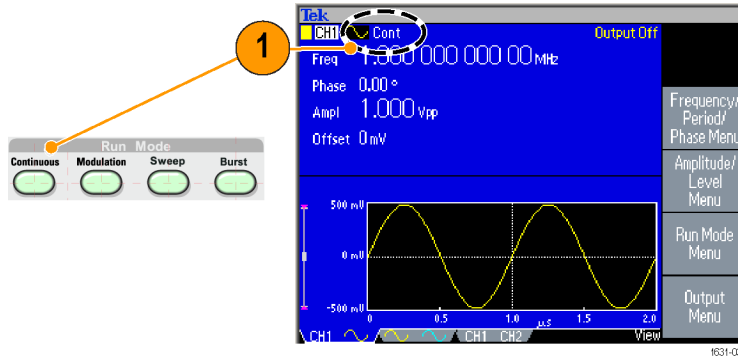 1
Run Mode
Continuous Modulation Sweep Burst
Tek
CH1 Cont Output Off
Freq 1.000 000 000 00 MHz
Phase 0.00 °
Ampl 1.000 Vpp
Offset 0 mV
Frequency/
Period/
Phase Menu
Amplitude/
Level
Menu
Run Mode
Menu
Output
Menu
500 mV
0 mV
-500 mV
0 0.5 1.0 µs 1.5 2.0
CH1 CH1 CH2 View